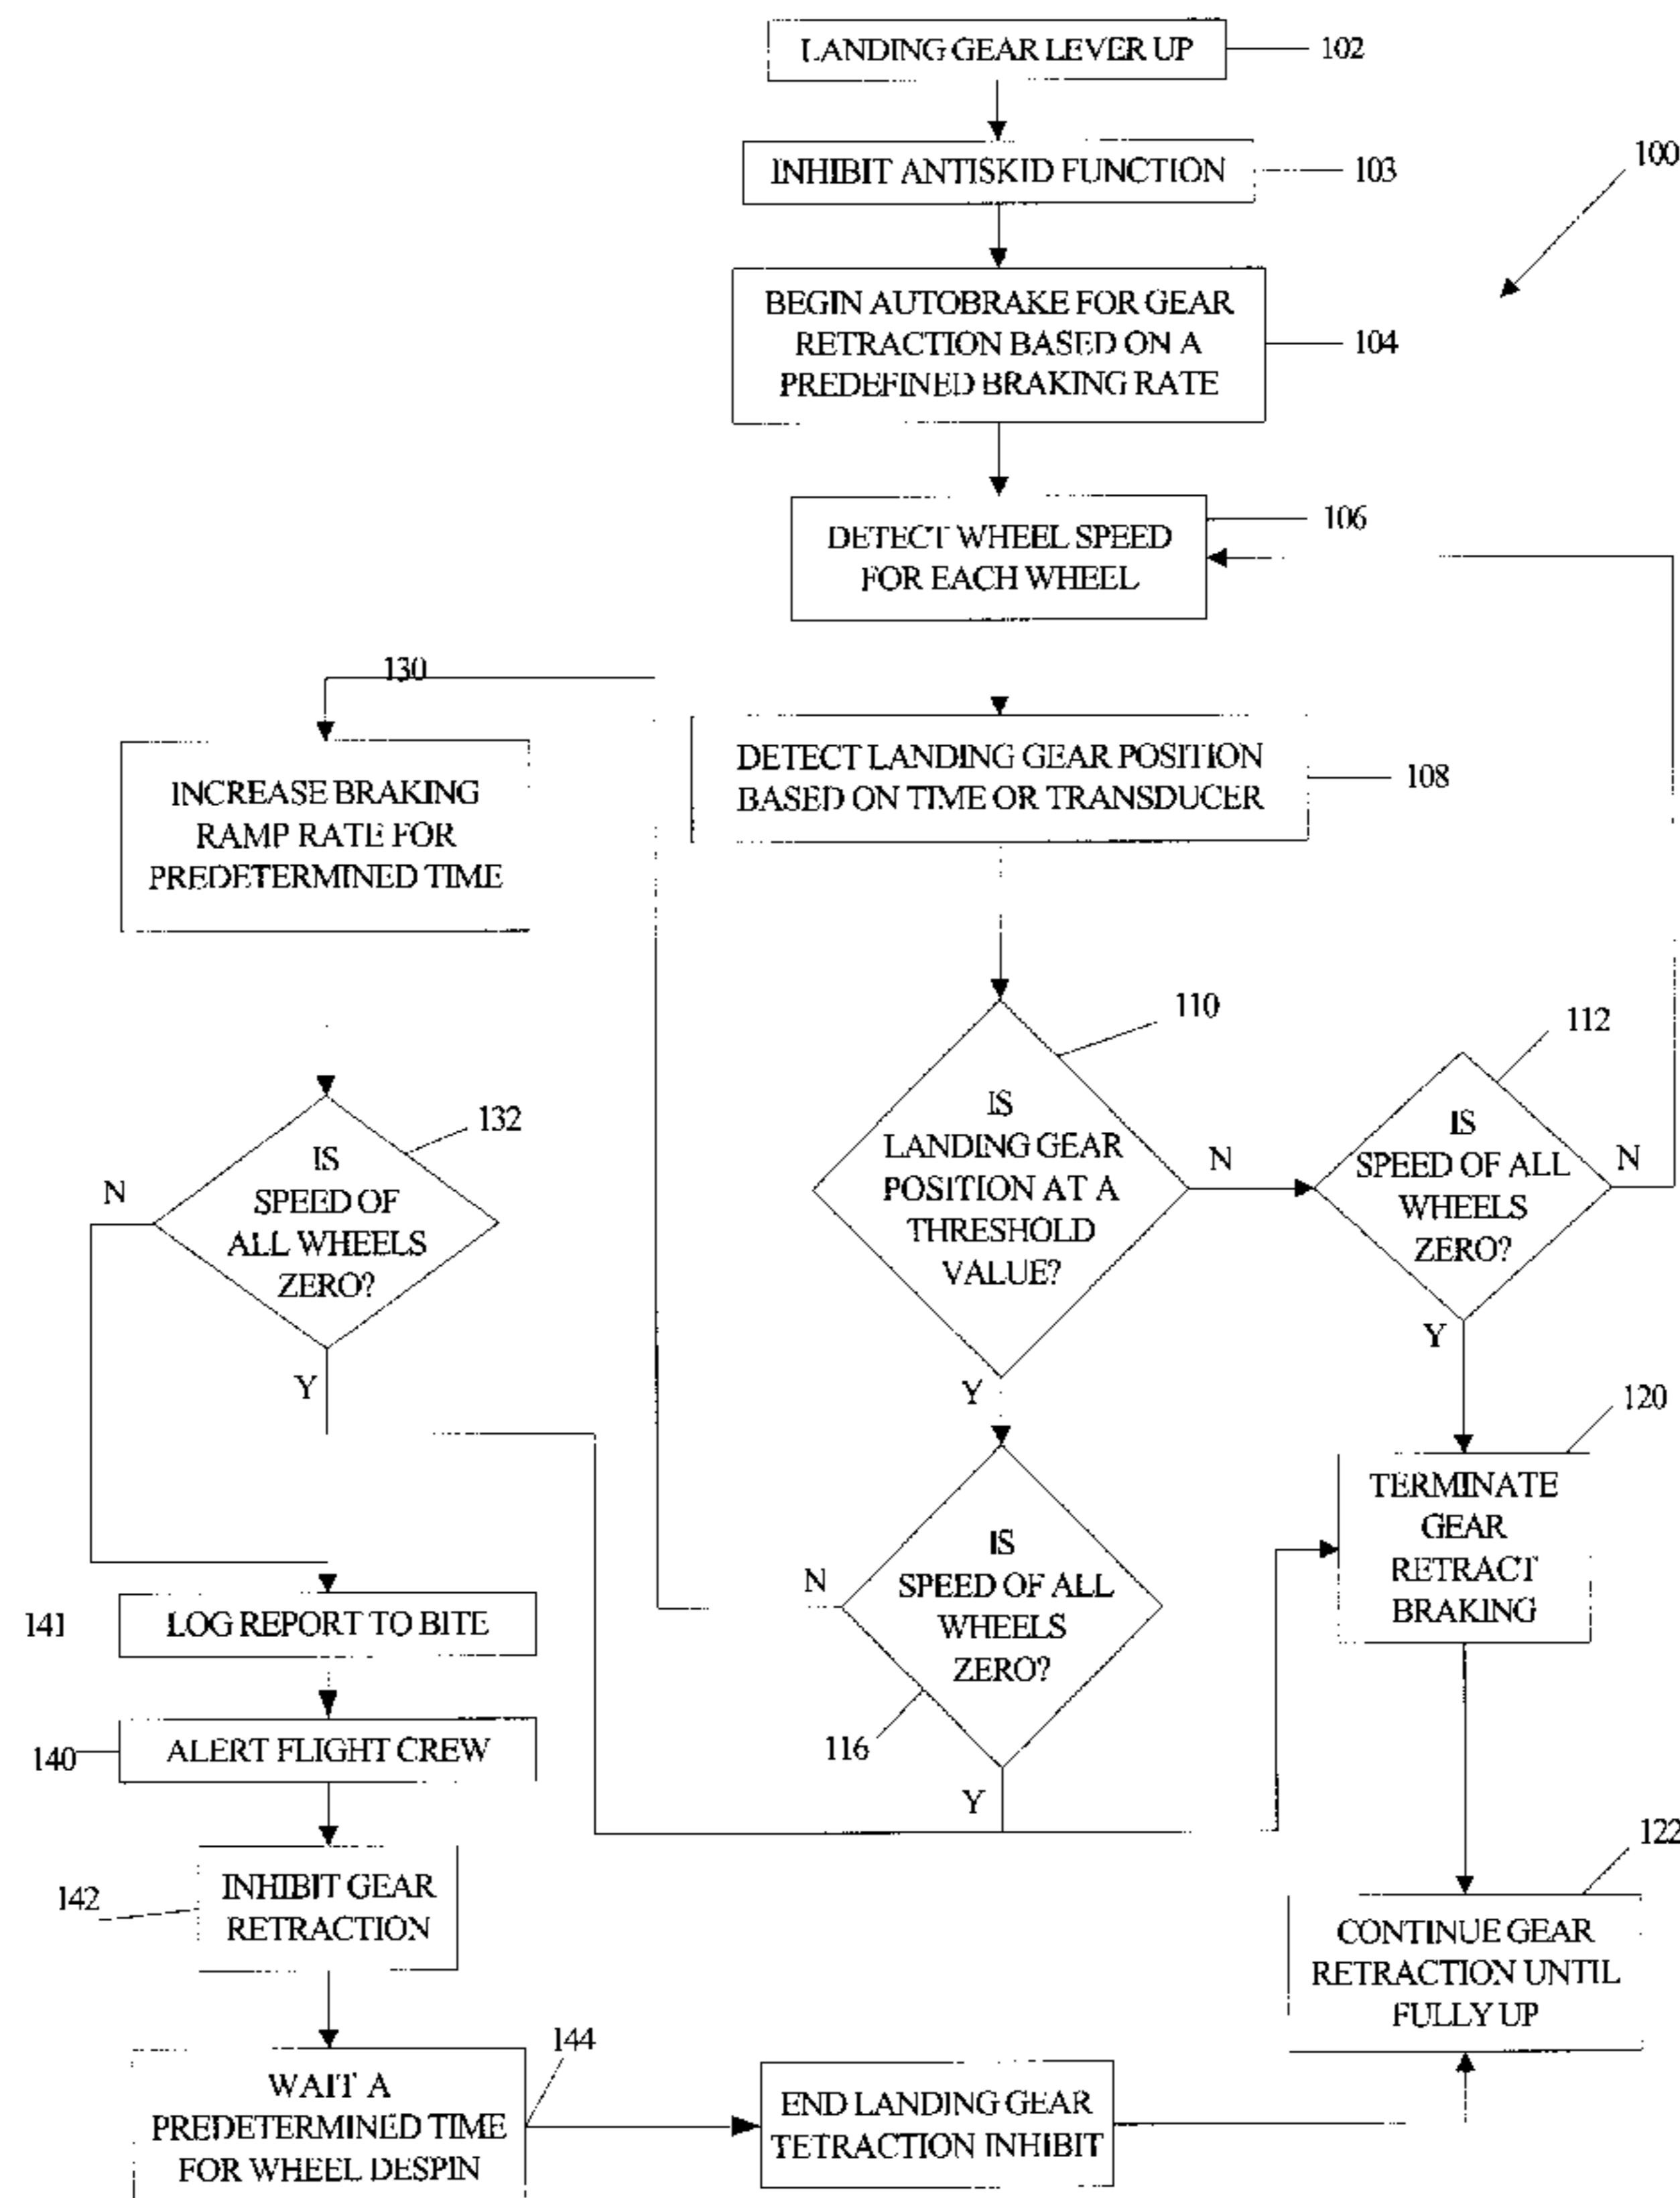 LANDING GEAR LEVER UP
102
INHIBIT ANTISKID FUNCTION
103
100
BEGIN AUTOBRAKE FOR GEAR
RETRACTION BASED ON A
PREDEFINED BRAKING RATE
104
DETECT WHEEL SPEED
FOR EACH WHEEL
106
130
INCREASE BRAKING
RAMP RATE FOR
PREDETERMINED TIME
DETECT LANDING GEAR POSITION
BASED ON TIME OR TRANSDUCER
108
110
IS
LANDING GEAR
POSITION AT A
THRESHOLD
VALUE?
N
Y
112
IS
SPEED OF ALL
WHEELS
ZERO?
N
Y
132
IS
SPEED OF
ALL WHEELS
ZERO?
N
Y
120
TERMINATE
GEAR
RETRACT
BRAKING
IS
SPEED OF ALL
WHEELS
ZERO?
N
116
Y
141
LOG REPORT TO BITE
140
ALERT FLIGHT CREW
142
INHIBIT GEAR
RETRACTION
122
CONTINUE GEAR
RETRACTION UNTIL
FULLY UP
144
WAIT A
PREDETERMINED TIME
FOR WHEEL DESPIN
END LANDING GEAR
TETRACTION INHIBIT